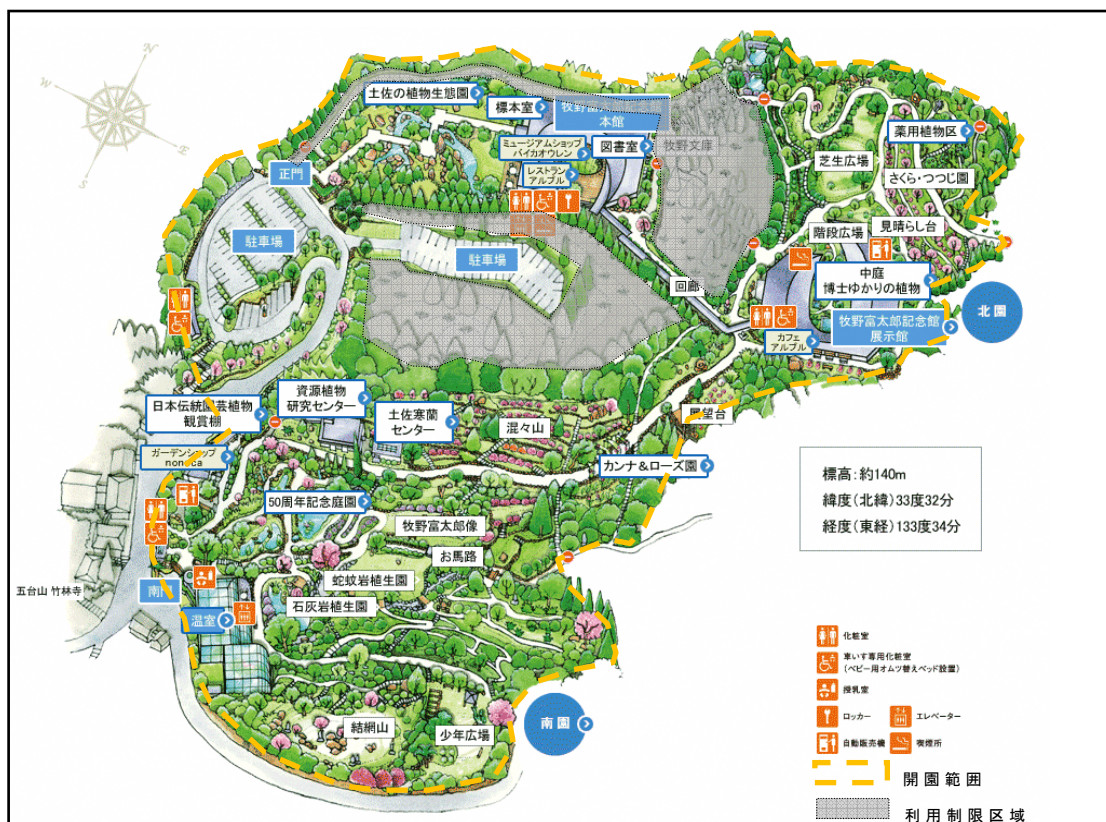 N
W
E
S
土佐の植物生態園
標本室
本館
ミュージアムショップ
バイカオウレン
図書室
牧野文庫
レストラン
アルブル
正門
駐車場
駐車場
芝生広場
薬用植物区
さくら・つつじ園
階段広場
見晴らし台
中庭
博士ゆかりの植物
回廊
カフェ
アルブル
牧野富太郎記念館
展示館
北園
日本伝統園芸植物
観賞棚
資源植物
研究センター
土佐寒蘭
センター
混々山
展望台
カンナ&ローズ園
ガーデンショップ
nonoca
50周年記念庭園
牧野富太郎像
お馬路
蛇紋岩植生園
石灰岩植生園
五台山 竹林寺
温室
結網山
少年広場
南園
標高:約140m
緯度(北緯)33度32分
経度(東経)133度34分
化粧室
車いす専用化粧室
(ベビー用オムツ替えベッド設置)
授乳室
ロッカー
エレベーター
自動販売機
喫煙所
開園範囲
利用制限区域